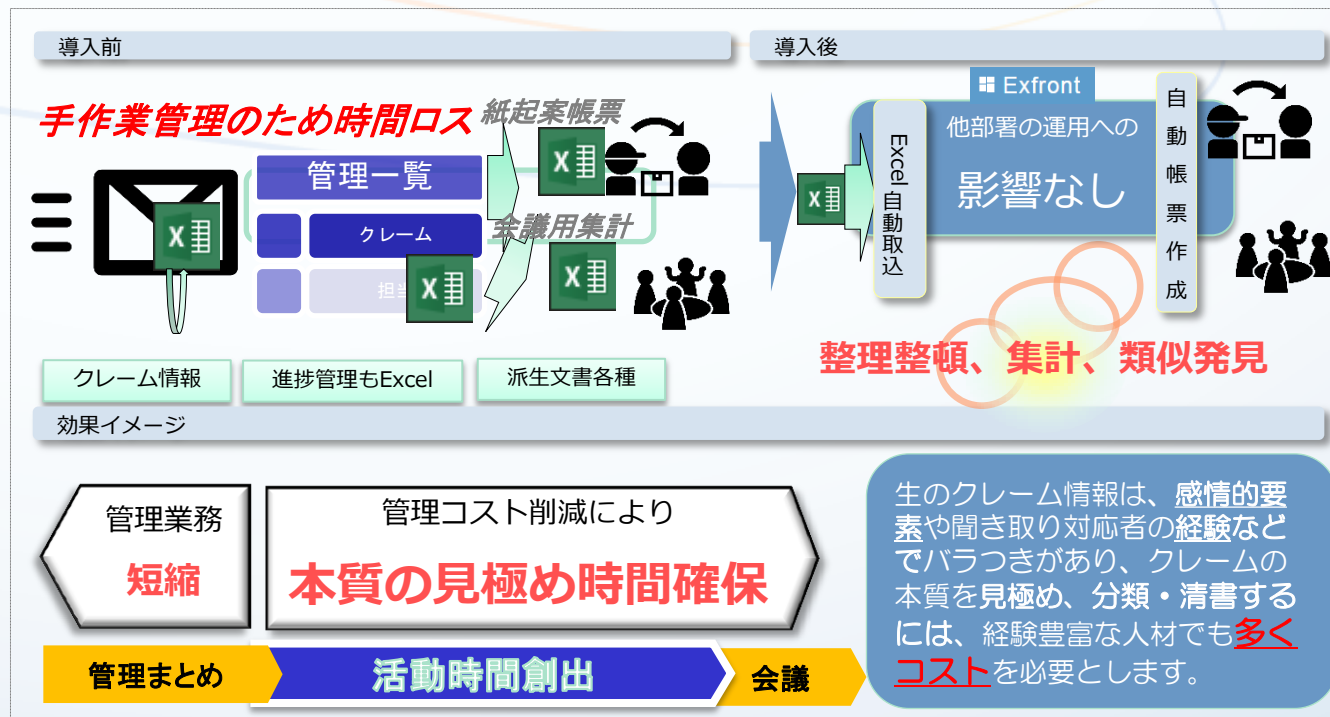 導入前
手作業管理のため時間ロス
紙起案帳票
管理一覧
クレーム
担当
会議用集計
クレーム情報
進捗管理もExcel
派生文書各種
導入後
Exfront
Excel自動取込
他部署の運用への
影響なし
自動帳票作成
整理整頓、集計、類似発見
効果イメージ
管理業務
短縮
管理コスト削減により
本質の見極め時間確保
管理まとめ
活動時間創出
会議
生のクレーム情報は、感情的要
素や聞き取り対応者の経験など
でバラつきがあり、クレームの
本質を見極め、分類・清書する
には、経験豊富な人材でも多く
コストを必要とします。